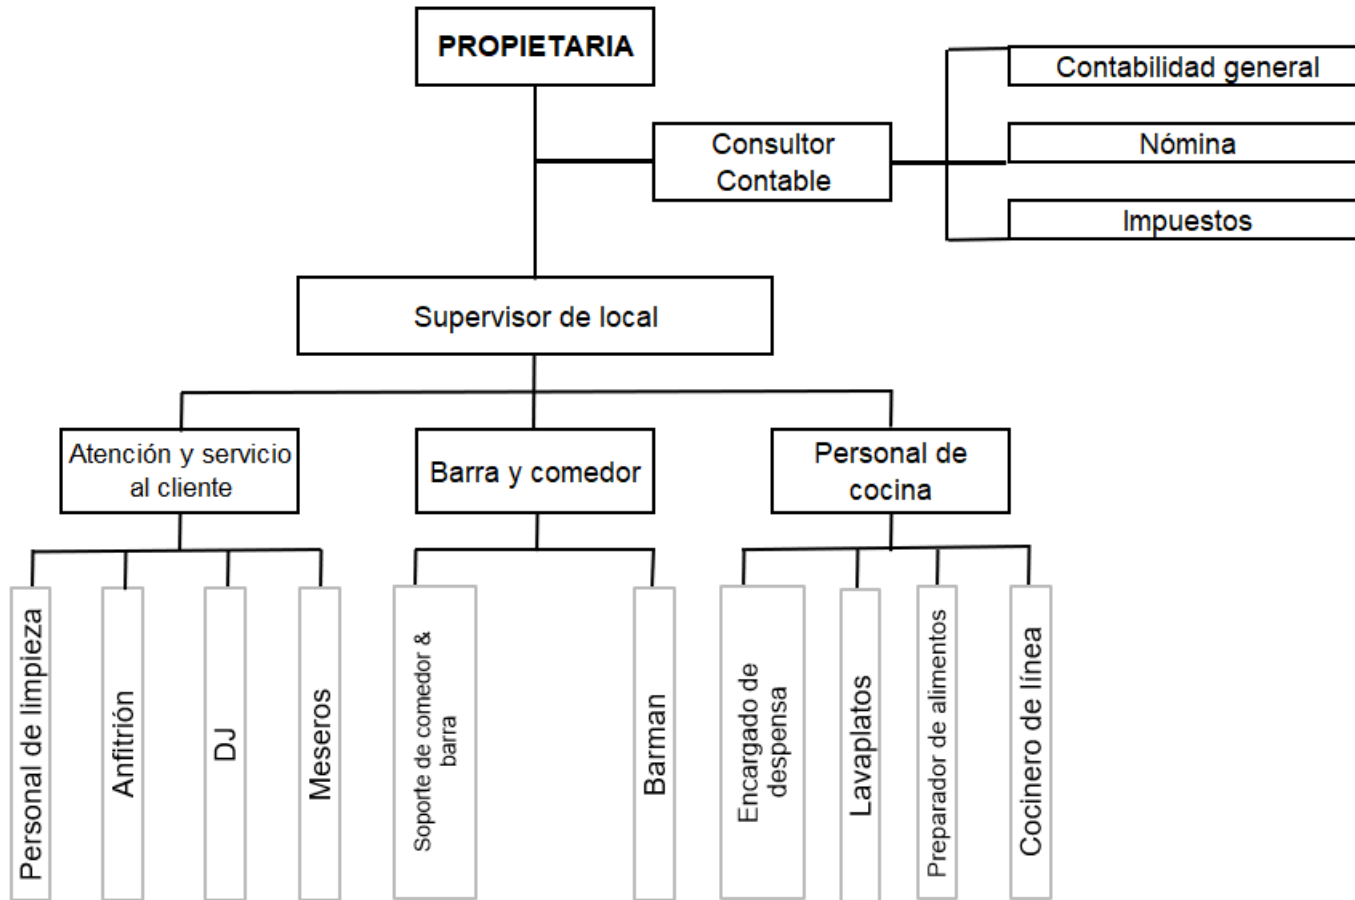 PROPIETARIA
Contabilidad general
Consultor
Contable
Nómina
Impuestos
Supervisor de local
Atención y servicio
al cliente
Barra y comedor
Personal de
cocina
Personal de limpieza
Anfitrión
DJ
Meseros
Soporte de comedor &
barra
Barman
Encargado de
despensa
Lavaplatos
Preparador de alimentos
Cocinero de línea